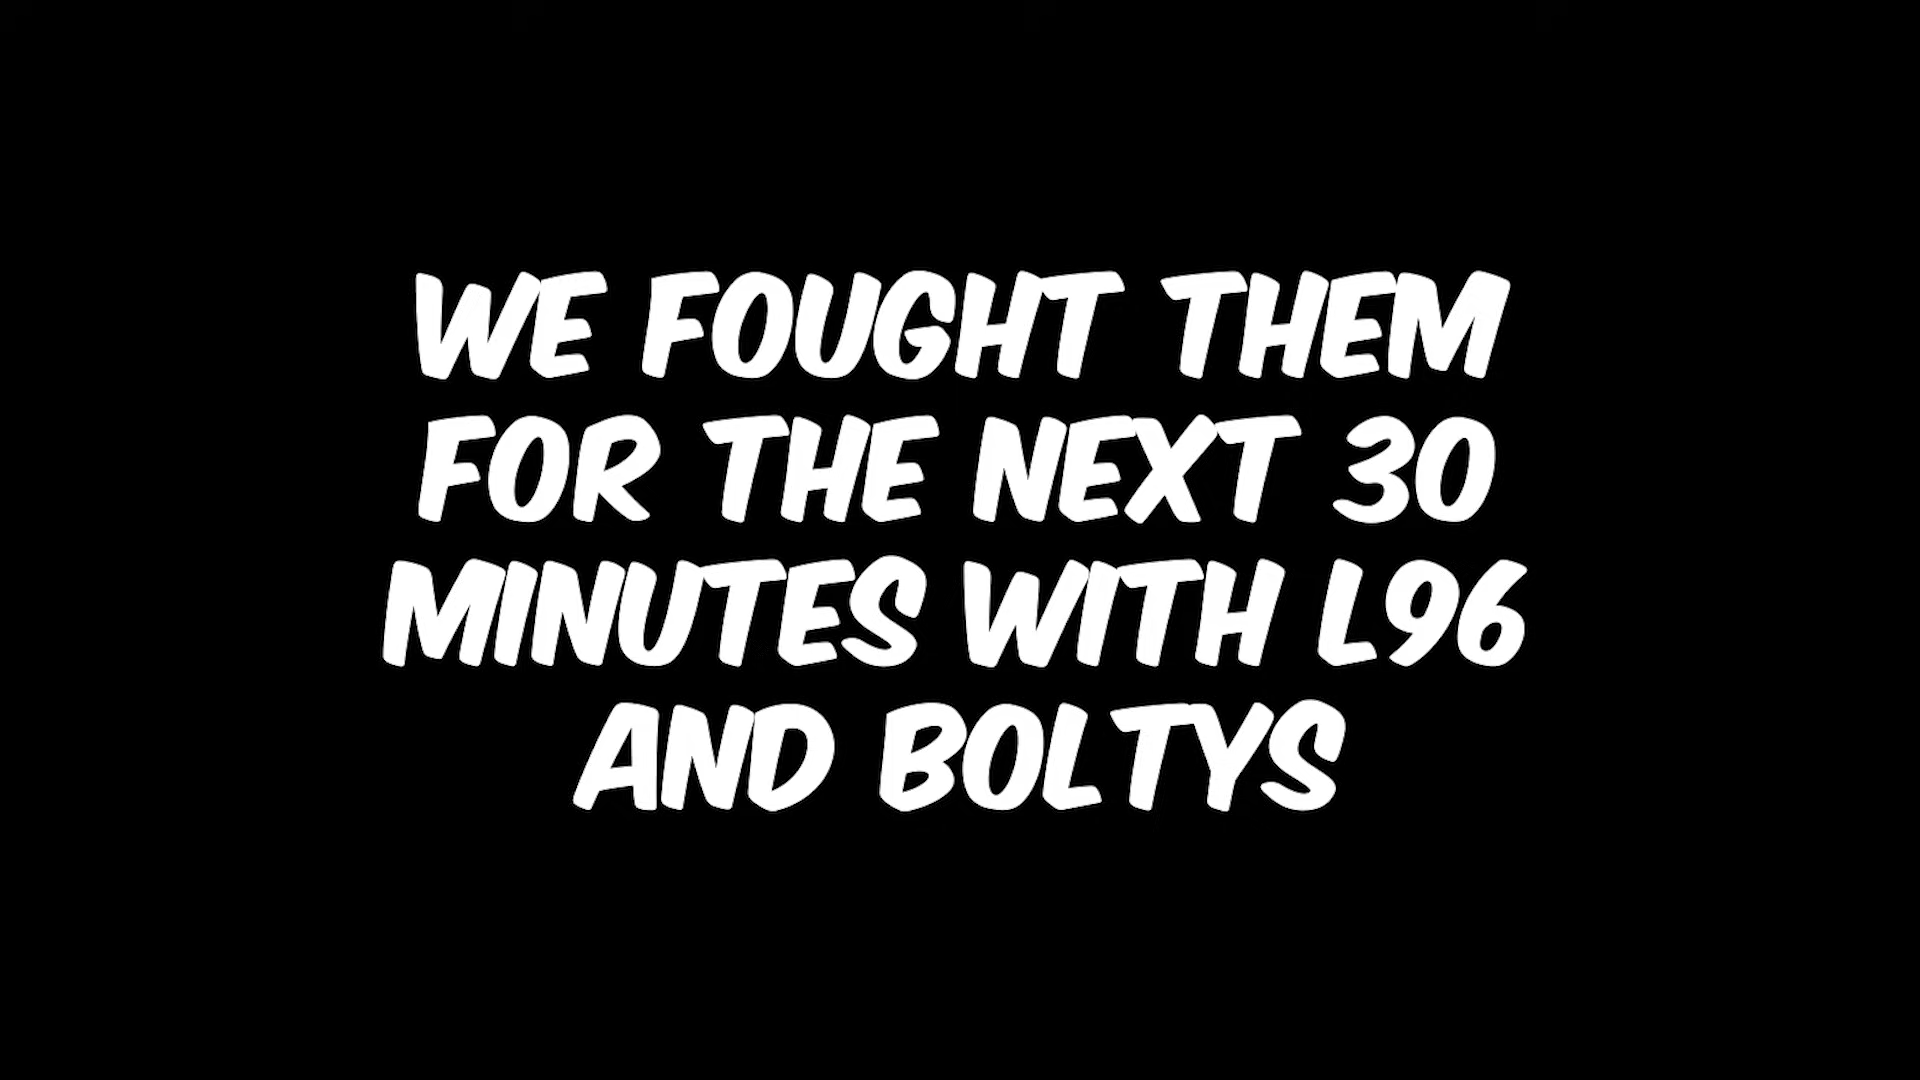 WE FOUGHT THEM
FOR THE NEXT 30
MINUTES WITH L96
AND BOLTYS